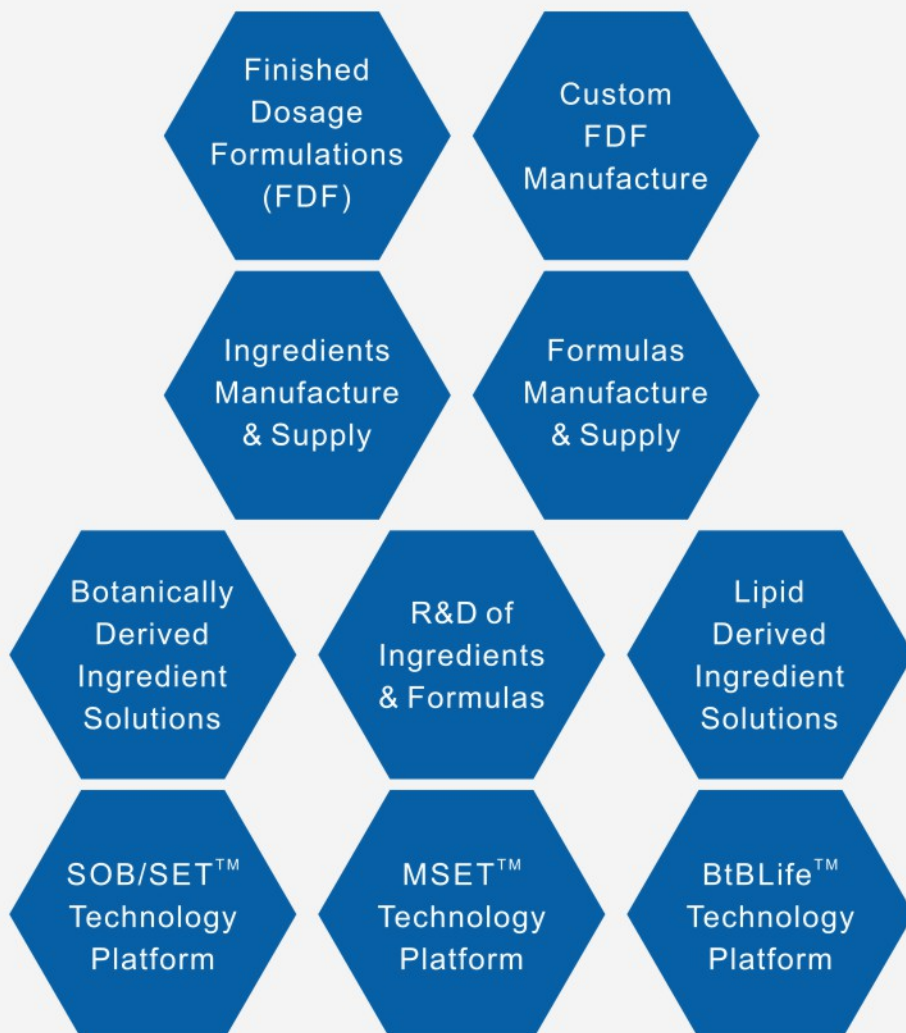 Finished
Dosage
Formulations
(FDF)
Custom
FDF
Manufacture
Ingredients
Manufacture
& Supply
Formulas
Manufacture
& Supply
Botanically
Derived
Ingredient
Solutions
R&D of
Ingredients
& Formulas
Lipid
Derived
Ingredient
Solutions
SOB/SET™
Technology
Platform
MSET™
Technology
Platform
BtBLife™
Technology
Platform